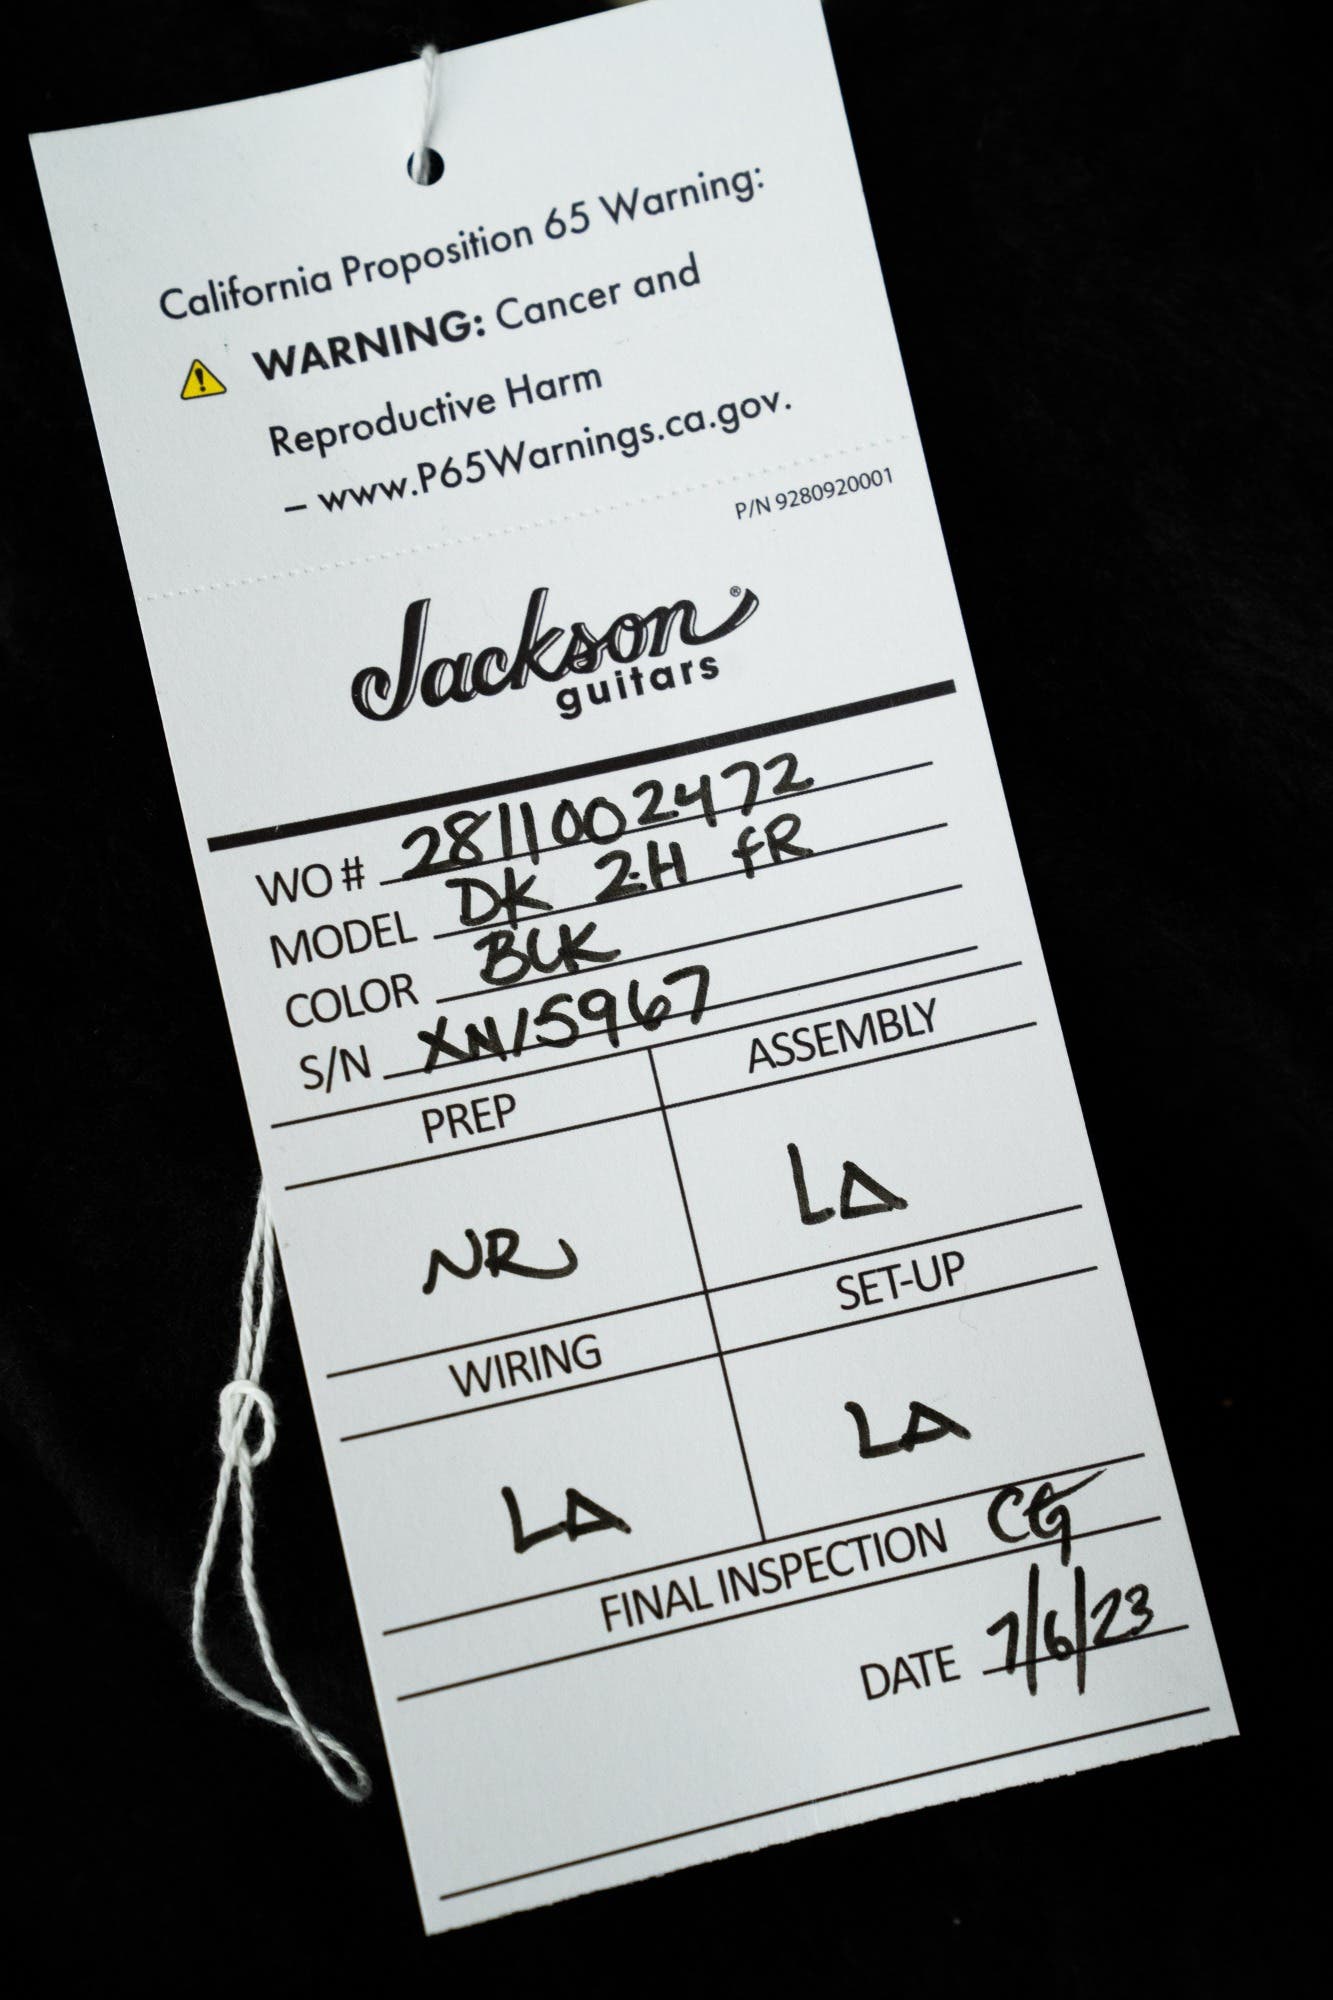 California Proposition 65 Warning:
WARNING: Cancer and
Reproductive Harm
– www.P65Warnings.ca.gov.
P/N 9280920001
Jackson®
guitars
WO# 2811002472
MODEL DK 2H FR
COLOR BLK
S/N XN15967
PREP ASSEMBLY
NR LA
WIRING SET-UP
LA LA
FINAL INSPECTION CG
DATE 7/6/23